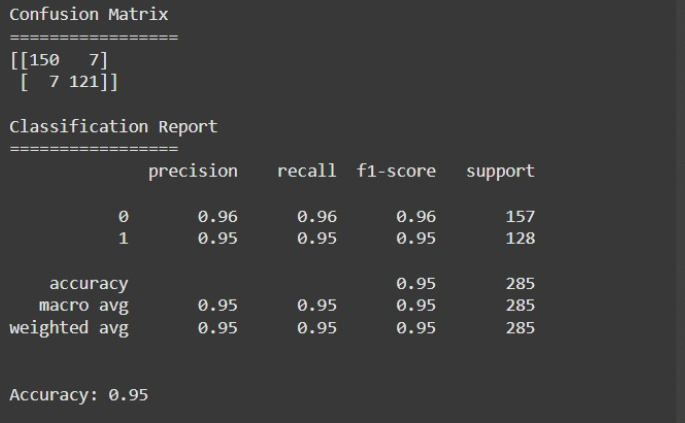 Confusion Matrix
=================
[[150   7]
 [  7 121]]
Classification Report
=================
              precision    recall  f1-score   support
           0       0.96      0.96      0.96       157
           1       0.95      0.95      0.95       128
    accuracy                           0.95       285
   macro avg       0.95      0.95      0.95       285
weighted avg       0.95      0.95      0.95       285
Accuracy: 0.95